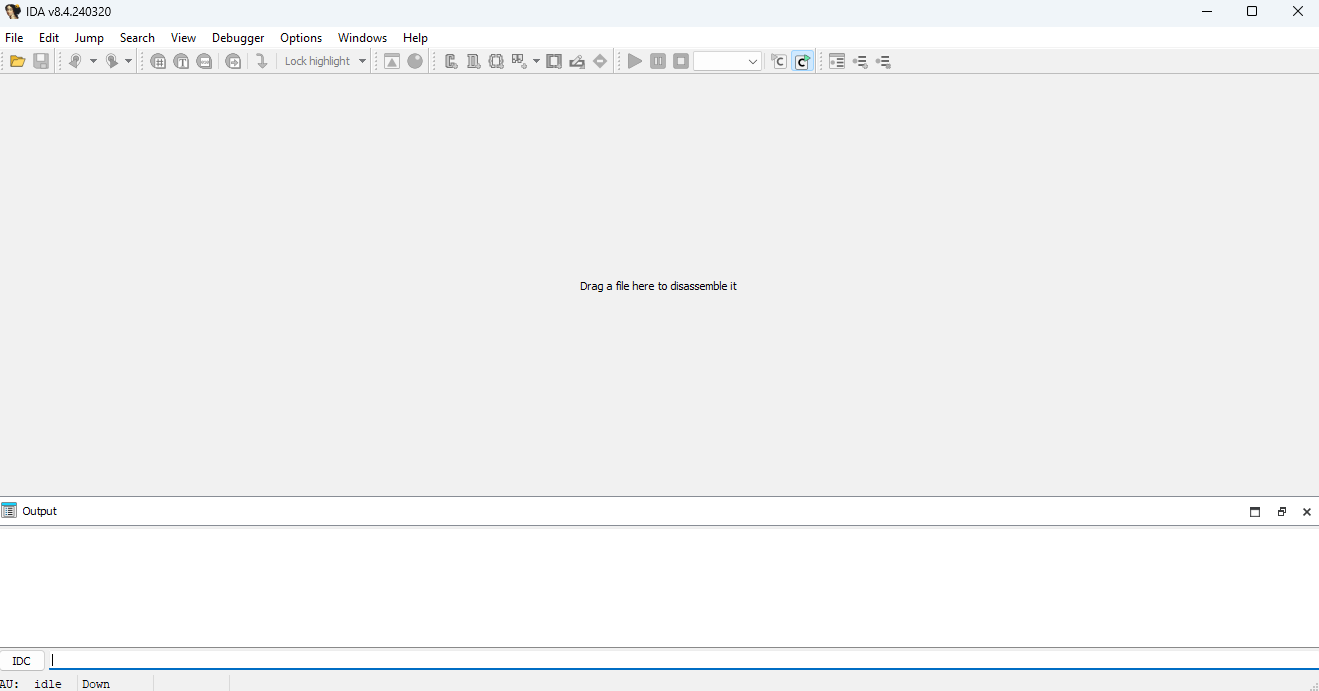 IDA v8.4.240320
File Edit Jump Search View Debugger Options Windows Help
Lock highlight
Drag a file here to disassemble it
Output
IDC
AU: idle Down